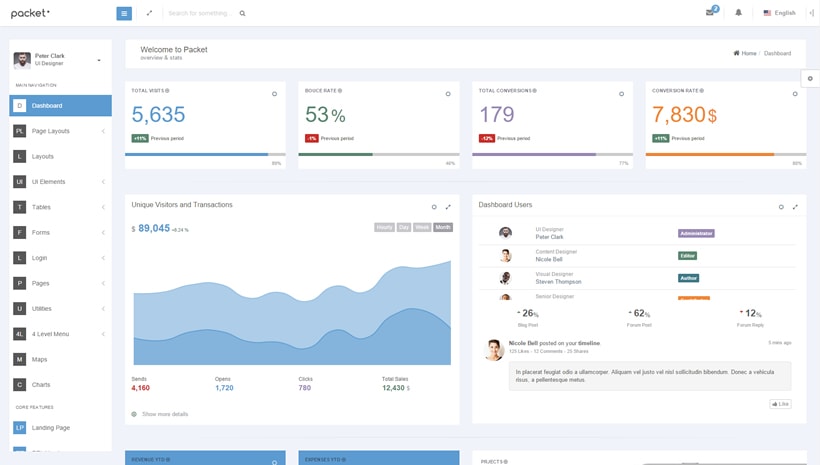 packet
Search for something...
2
English
Peter Clark
UI Designer
MAIN NAVIGATION
D Dashboard
PL Page Layouts
L Layouts
UI UI Elements
T Tables
F Forms
L Login
P Pages
U Utilities
4L 4 Level Menu
M Maps
C Charts
CORE FEATURES
LP Landing Page
Welcome to Packet
overview & stats
Home / Dashboard
TOTAL VISITS
5,635
+11% Previous period
BOUCE RATE
53%
-1% Previous period
TOTAL CONVERSIONS
179
-12% Previous period
77%
CONVERSION RATE
7,830$
+11% Previous period
Unique Visitors and Transactions
$ 89,045 +8.24 %
Hourly Day Week Month
Sends
4,160
Opens
1,720
Clicks
780
Total Sales
12,430 $
Show more details
Dashboard Users
UI Designer
Peter Clark
Administrator
Content Designer
Nicole Bell
Editor
Visual Designer
Steven Thompson
Author
Senior Designer
26%
Blog Post
62%
Forum Post
12%
Forum Reply
Nicole Bell posted on your timeline.
5 mins ago
125 Likes - 12 Comments - 23 Shares
In placerat feugiat odio a ullamcorper. Aliquam vel justo vel nisl sollicitudin bibendum. Donec a vehicula
risus, a pellentesque metus.
Like
REVENUE YTD
EXPENSES YTD
PROJECTS